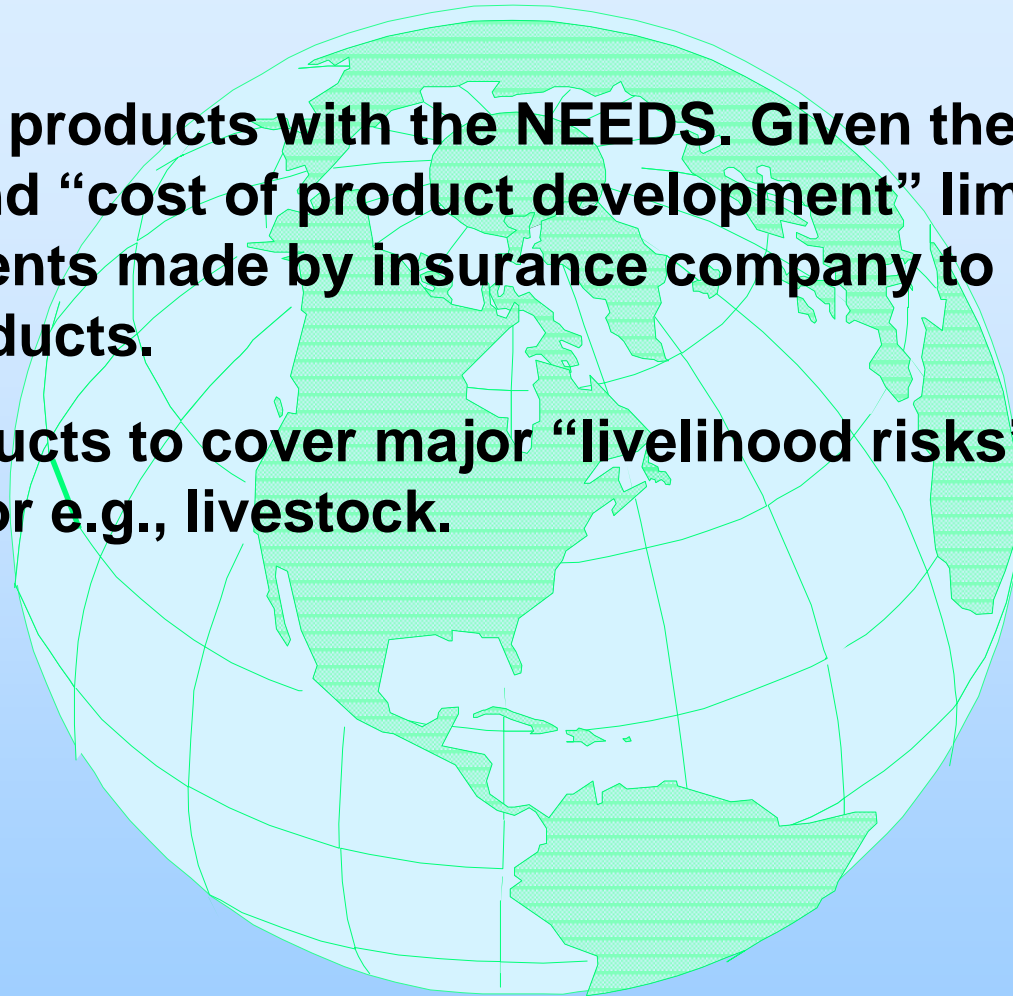 products with the NEEDS. Given the
nd “cost of product development” lim
ents made by insurance company to
ducts.
ucts to cover major “livelihood risks”
or e.g., livestock.